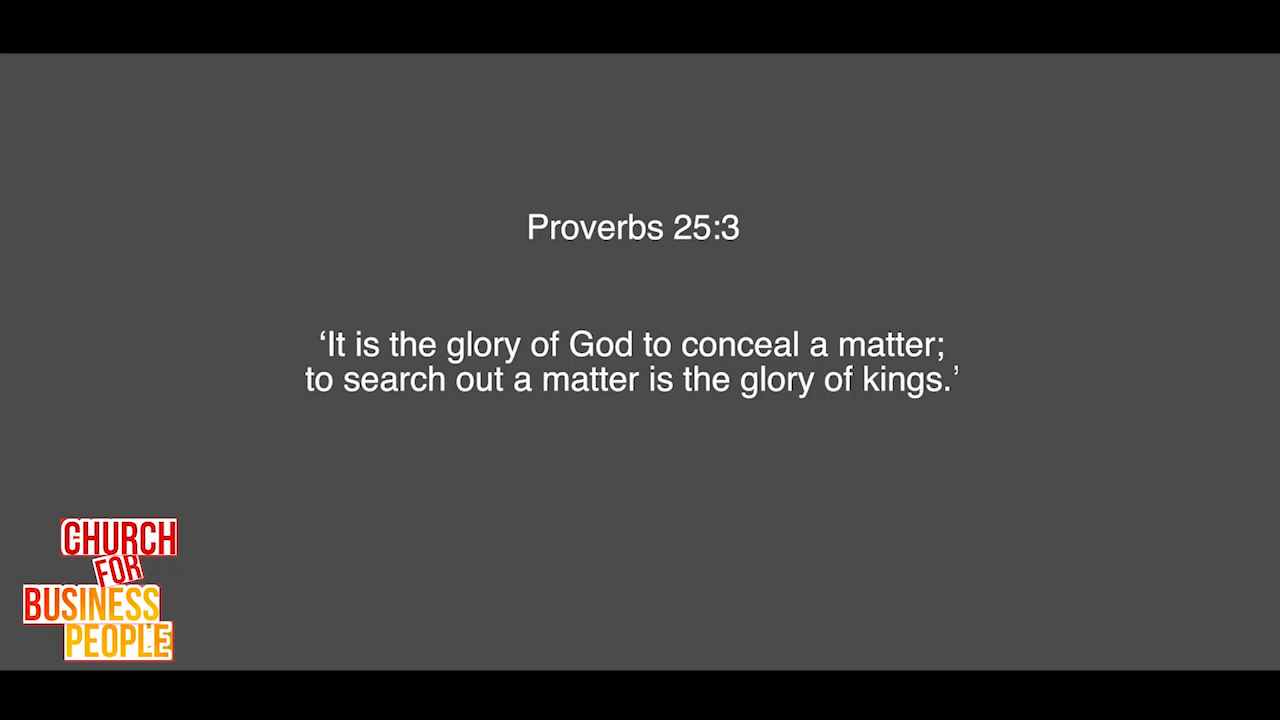 Proverbs 25:3
‘It is the glory of God to conceal a matter;
to search out a matter is the glory of kings.’
CHURCH
FOR
BUSINESS
PEOPLE